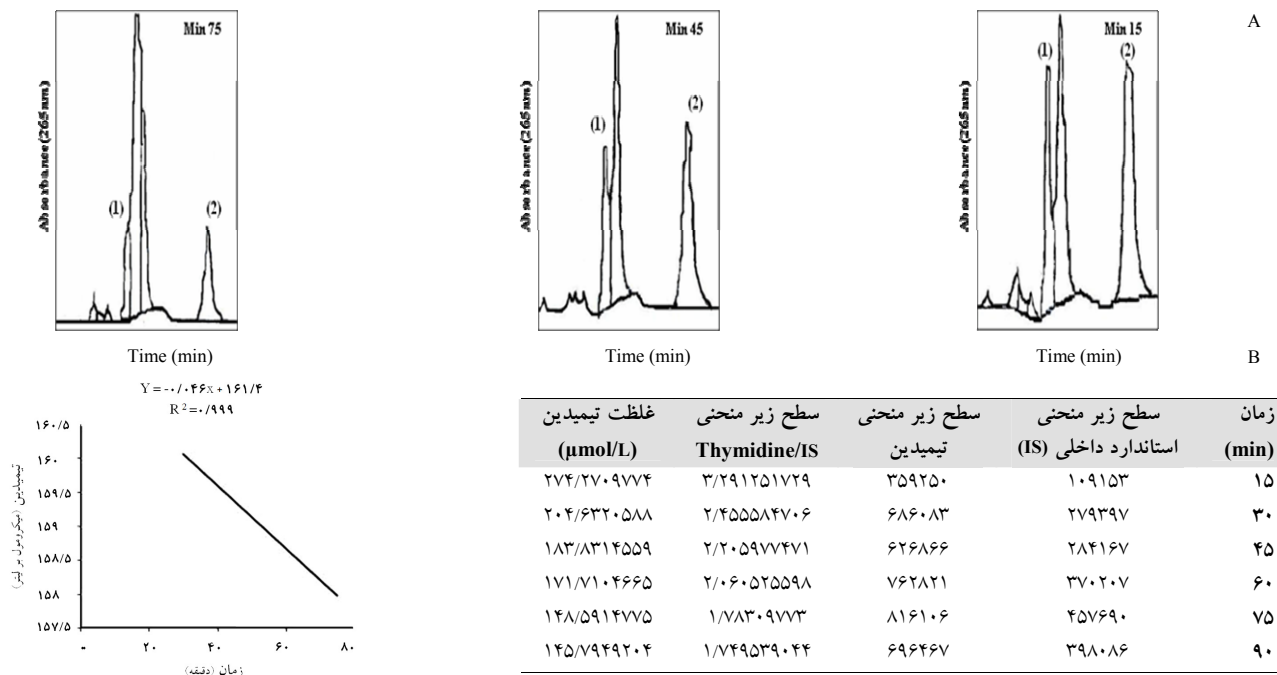 A
Min 75
(1)
(2)
Absorbance (265 nm)
Time (min)
Min 45
(1)
(2)
Absorbance (265 nm)
Time (min)
Min 15
(1)
(2)
Absorbance (265 nm)
Time (min)
B
Y = -۰/۰۴۶x + ۱۶۱/۴
R ² =۰/۹۹۹
۱۶۰/۵
۱۶۰
۱۵۹/۵
۱۵۹
۱۵۸/۵
۱۵۸
۱۵۷/۵
تیمیدین (میکرومول بر لیتر)
- ۲۰ ۴۰ ۶۰ ۸۰
زمان (دقیقه)
زمان سطح زیر منحنی سطح زیر منحنی سطح زیر منحنی غلظت تیمیدین
(min) استاندارد داخلی (IS) تیمیدین Thymidine/IS (µmol/L)
۱۵ ۱۰۹۱۵۳ ۳۵۹۲۵۰ ۳/۲۹۱۲۵۱۷۲۹ ۲۷۴/۲۷۰۹۷۷۴
۳۰ ۲۷۹۳۹۷ ۶۸۶۰۸۳ ۲/۴۵۵۵۸۴۷۰۶ ۲۰۴/۶۳۲۰۵۸۸
۴۵ ۲۸۴۱۶۷ ۶۲۶۸۶۶ ۲/۲۰۵۹۷۷۴۷۱ ۱۸۳/۸۳۱۴۵۵۹
۶۰ ۳۷۰۲۰۷ ۷۶۲۸۲۱ ۲/۰۶۰۵۲۵۵۹۸ ۱۷۱/۷۱۰۴۶۶۵
۷۵ ۴۵۷۶۹۰ ۸۱۶۱۰۶ ۱/۷۸۳۰۹۷۷۳ ۱۴۸/۵۹۱۴۷۷۵
۹۰ ۳۹۸۰۸۶ ۶۹۶۴۶۷ ۱/۷۴۹۵۳۹۰۴۴ ۱۴۵/۷۹۴۹۲۰۴